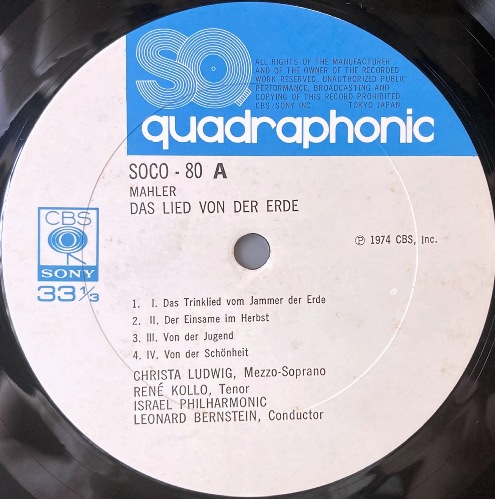 SQ
ALL RIGHTS OF THE MANUFACTURER
AND OF THE OWNER OF THE RECORDED
WORK RESERVED. UNAUTHORIZED PUBLIC
PERFORMANCE, BROADCASTING AND
COPYING OF THIS RECORD PROHIBITED.
CBS/SONY INC. TOKYO JAPAN.
quadraphonic
SOCO - 80 A
MAHLER
DAS LIED VON DER ERDE
CBS
SONY
33 1/3
℗ 1974 CBS, Inc.
1. I. Das Trinklied vom Jammer der Erde
2. II. Der Einsame im Herbst
3. III. Von der Jugend
4. IV. Von der Schönheit
CHRISTA LUDWIG, Mezzo-Soprano
RENÉ KOLLO, Tenor
ISRAEL PHILHARMONIC
LEONARD BERNSTEIN, Conductor